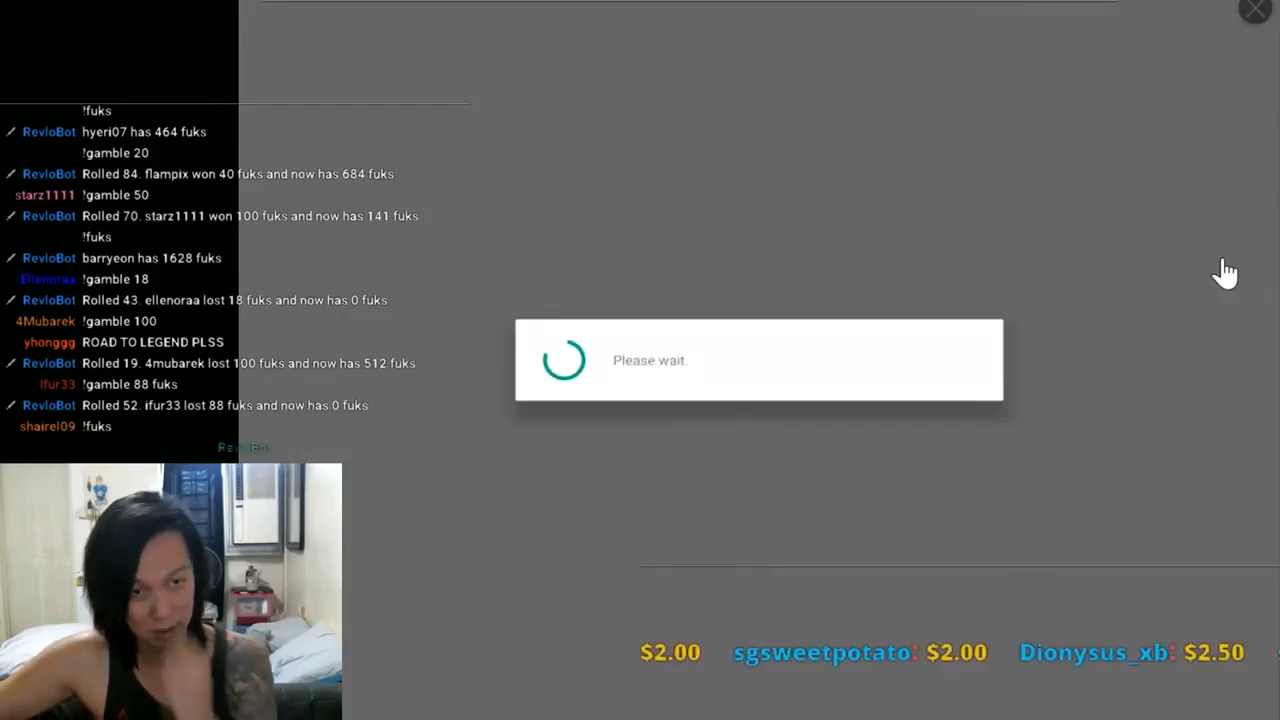 !fuks
RevloBot hyeri07 has 464 fuks
!gamble 20
RevloBot Rolled 84. flampix won 40 fuks and now has 684 fuks
starz1111 !gamble 50
RevloBot Rolled 70. starz1111 won 100 fuks and now has 141 fuks
!fuks
RevloBot barryeon has 1628 fuks
Ellenoraa !gamble 18
RevloBot Rolled 43. ellenoraa lost 18 fuks and now has 0 fuks
4Mubarek !gamble 100
yhonggg ROAD TO LEGEND PLSS
RevloBot Rolled 19. 4mubarek lost 100 fuks and now has 512 fuks
Ifur33 !gamble 88 fuks
RevloBot Rolled 52. ifur33 lost 88 fuks and now has 0 fuks
shairel09 !fuks
RevloBot
Please wait.
$2.00 sgsweetpotato: $2.00 Dionysus_xb: $2.50